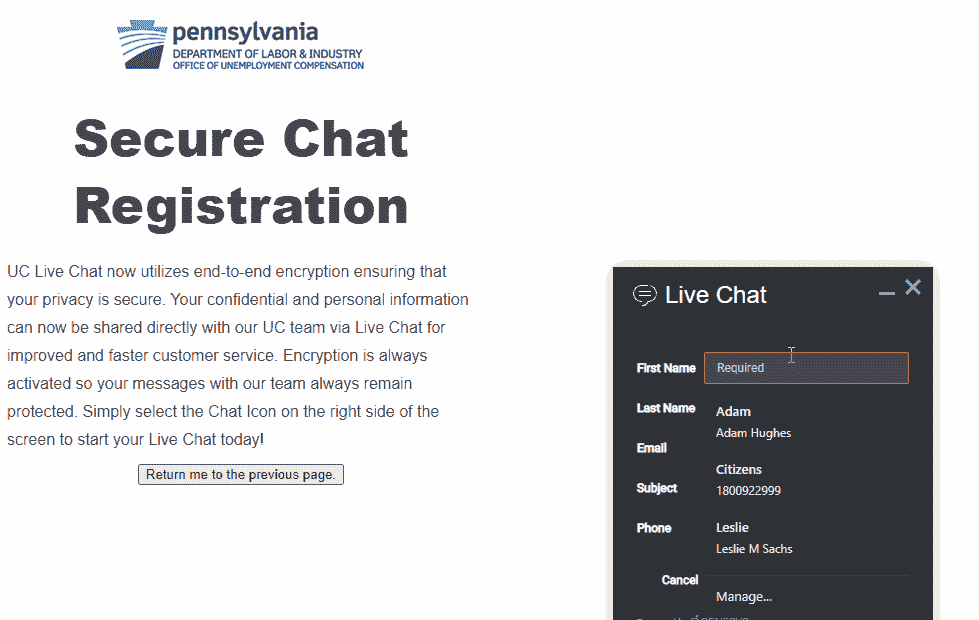 pennsylvania
DEPARTMENT OF LABOR & INDUSTRY
OFFICE OF UNEMPLOYMENT COMPENSATION
Secure Chat
Registration
UC Live Chat now utilizes end-to-end encryption ensuring that
your privacy is secure. Your confidential and personal information
can now be shared directly with our UC team via Live Chat for
improved and faster customer service. Encryption is always
activated so your messages with our team always remain
protected. Simply select the Chat Icon on the right side of the
screen to start your Live Chat today!
Return me to the previous page.
Live Chat
First Name Required
Last Name Adam
Adam Hughes
Email
Citizens
Subject 1800922999
Phone Leslie
Leslie M Sachs
Cancel
Manage...